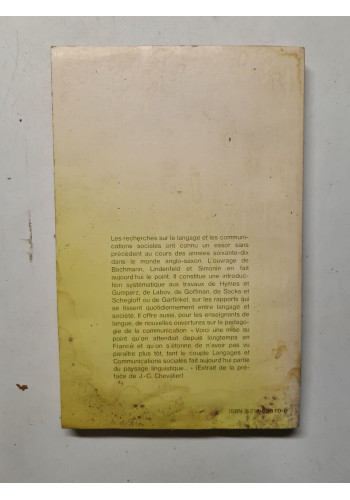 Les recherches sur le langage et les communi-
cations sociales ont connu un essor sans
précédent au cours des années soixante-dix
dans le monde anglo-saxon. L'ouvrage de
Bachmann, Lindenfeld et Simonin en fait
aujourd'hui le point. Il constitue une introduc-
tion systématique aux travaux de Hymes et
Gumperz, de Labov, de Goffman, de Sacks et
Schegloff ou de Garfinkel, sur les rapports qui
se tissent quotidiennement entre langage et
société. Il offre aussi, pour les enseignants de
langue, de nouvelles ouvertures sur la pédago-
gie de la communication. « Voici une mise au
point qu'on attendait depuis longtemps en
France et qu'on s'étonne de n'avoir pas vu
paraître plus tôt, tant le couple Langages et
Communications sociales fait aujourd'hui partie
du paysage linguistique... » (Extrait de la pré-
face de J.-C. Chevalier)
ISBN